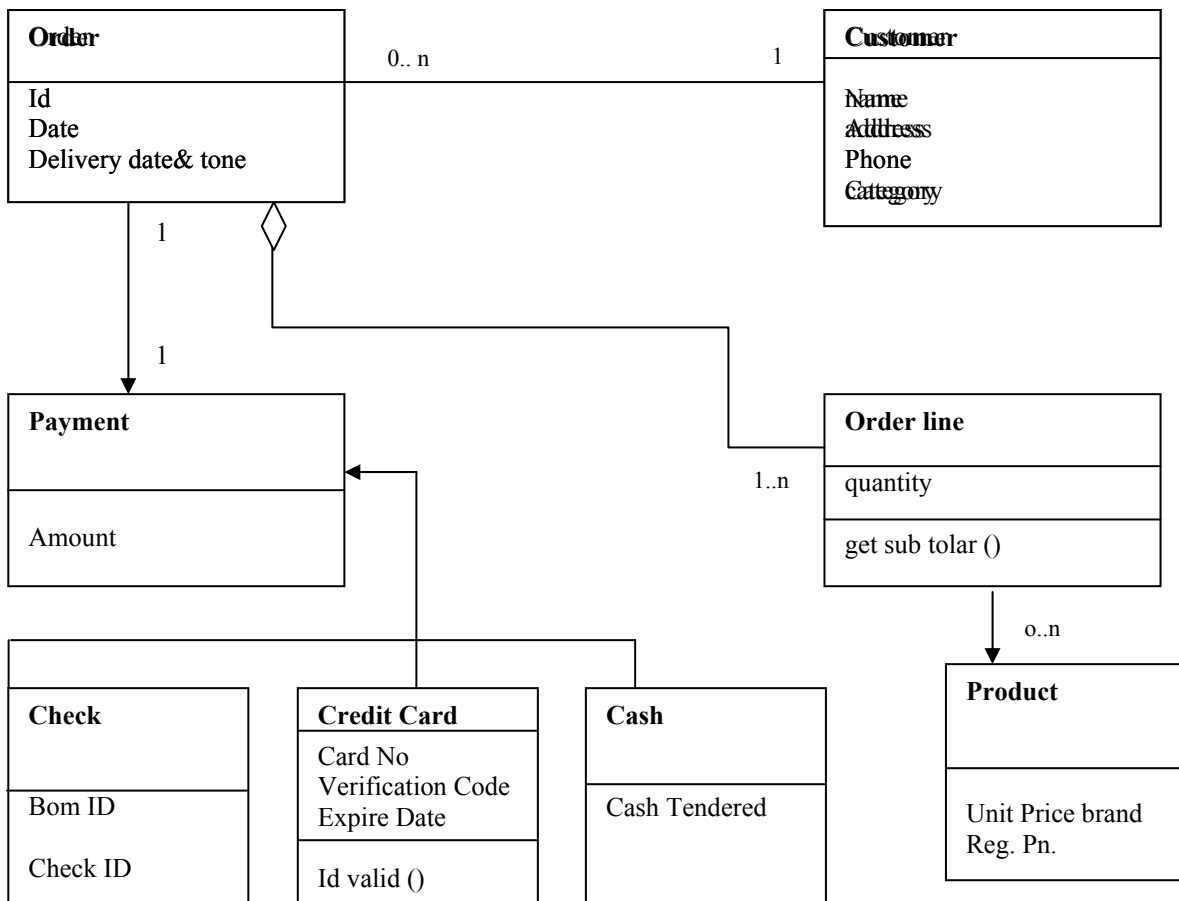 Order
0.. n
1
Customer
Id
Date
Delivery date& tone
Name
Address
Phone
Category
1
1
Payment
Amount
Order line
1..n
quantity
get sub tolar ()
o..n
Check
Bom ID
Check ID
Credit Card
Card No
Verification Code
Expire Date
Id valid ()
Cash
Cash Tendered
Product
Unit Price brand
Reg. Pn.